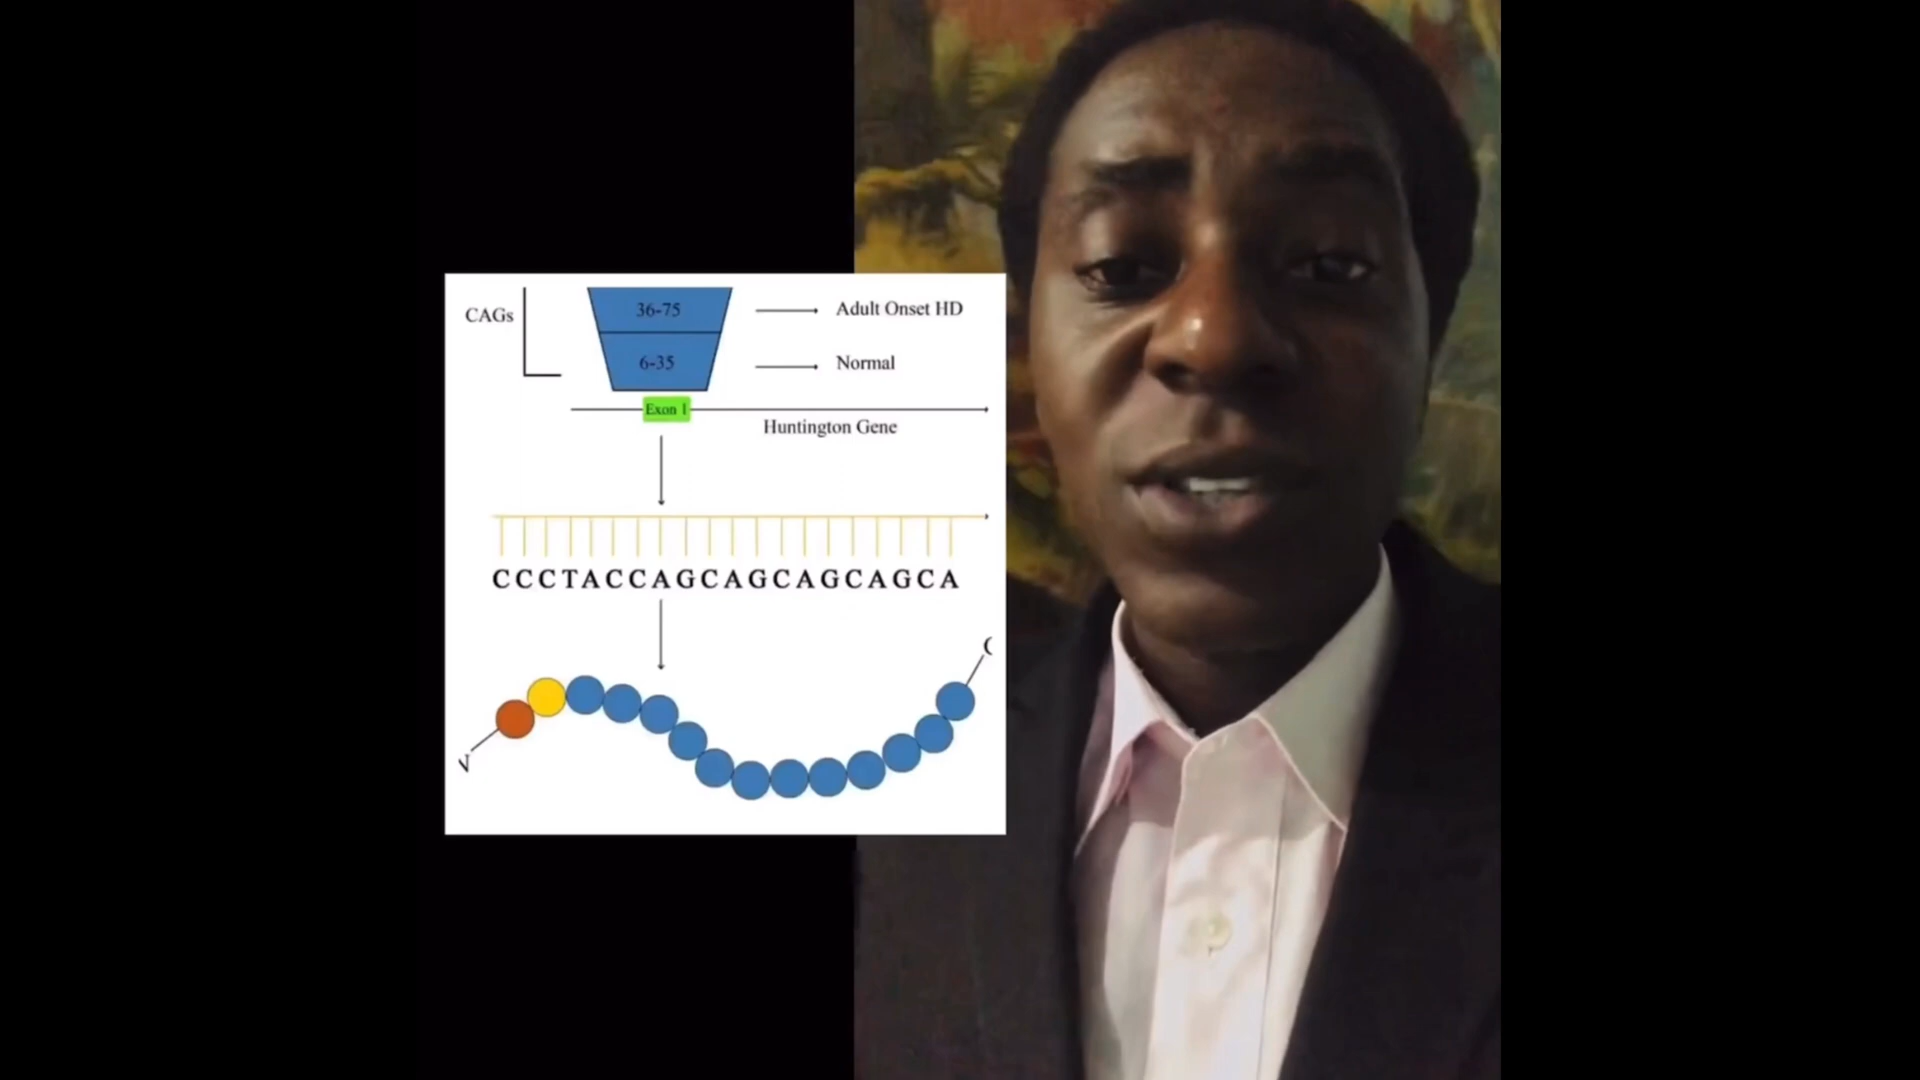 CAGs
36-75
Adult Onset HD
6-35
Normal
Exon 1
Huntington Gene
CCCTACCAGCAGCAGCAGCA
N